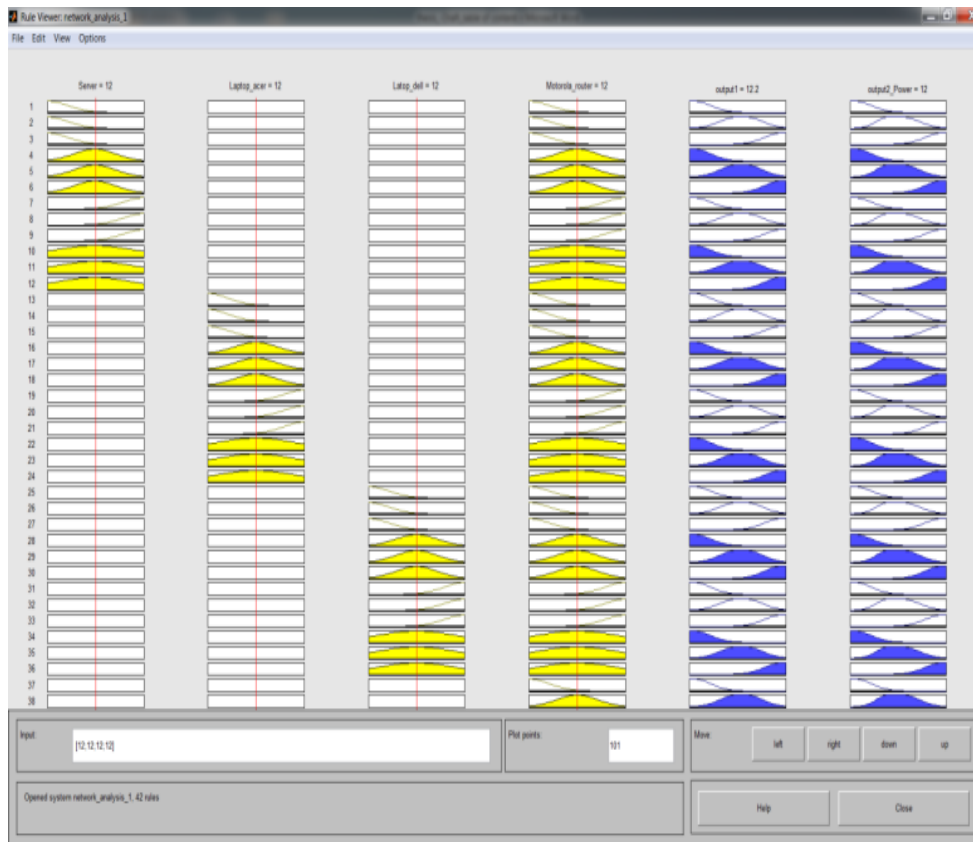 Rule Viewer: network_analysis_1
File Edit View Options
Server = 12
Laptop_acer = 12
Latop_dell = 12
Motorola_router = 12
output1 = 12.2
output2_Power = 12
1
2
3
4
5
6
7
8
9
10
11
12
13
14
15
16
17
18
19
20
21
22
23
24
25
26
27
28
29
30
31
32
33
34
35
36
37
38
Input:
[12;12;12;12]
Plot points:
101
Move:
left
right
down
up
Opened system network_analysis_1, 42 rules
Help
Close